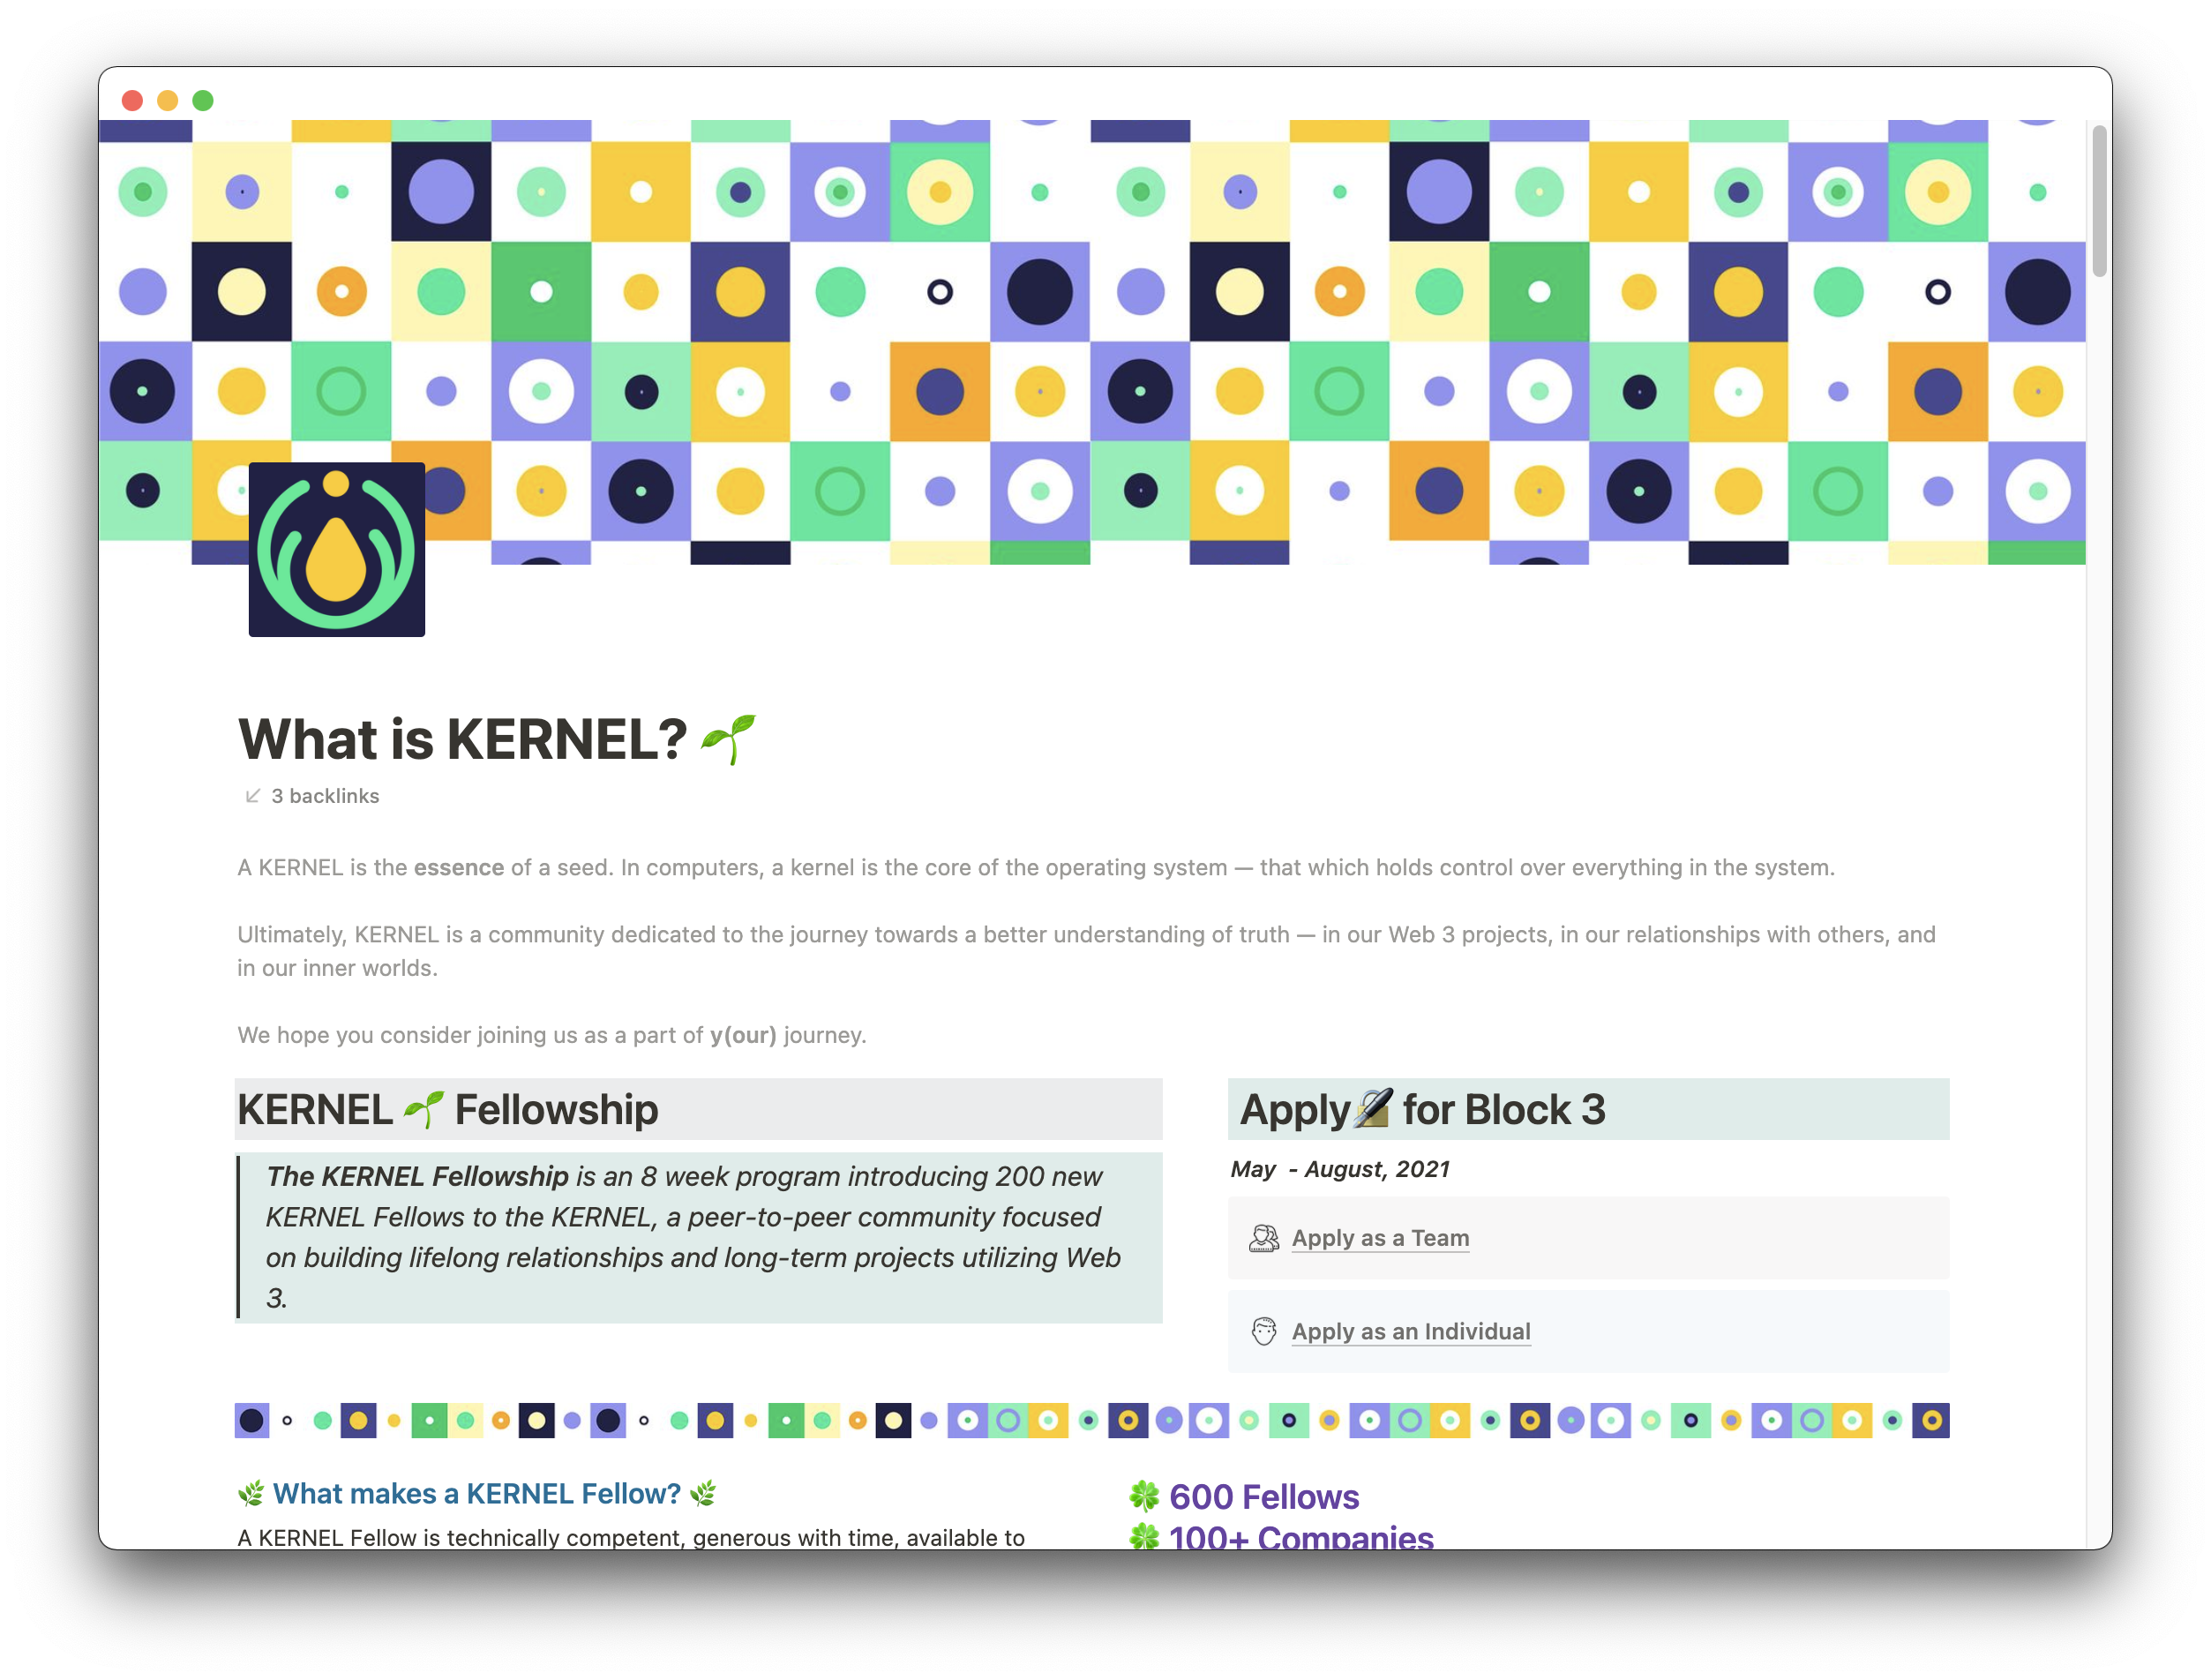 What is KERNEL? 🌱
3 backlinks
A KERNEL is the essence of a seed. In computers, a kernel is the core of the operating system — that which holds control over everything in the system.
Ultimately, KERNEL is a community dedicated to the journey towards a better understanding of truth — in our Web 3 projects, in our relationships with others, and
in our inner worlds.
We hope you consider joining us as a part of y(our) journey.
KERNEL 🌱 Fellowship
The KERNEL Fellowship is an 8 week program introducing 200 new
KERNEL Fellows to the KERNEL, a peer-to-peer community focused
on building lifelong relationships and long-term projects utilizing Web
3.
Apply🔏 for Block 3
May  - August, 2021
Apply as a Team
Apply as an Individual
🌿 What makes a KERNEL Fellow? 🌿
A KERNEL Fellow is technically competent, generous with time, available to
🍀 600 Fellows
🍀 100+ Companies